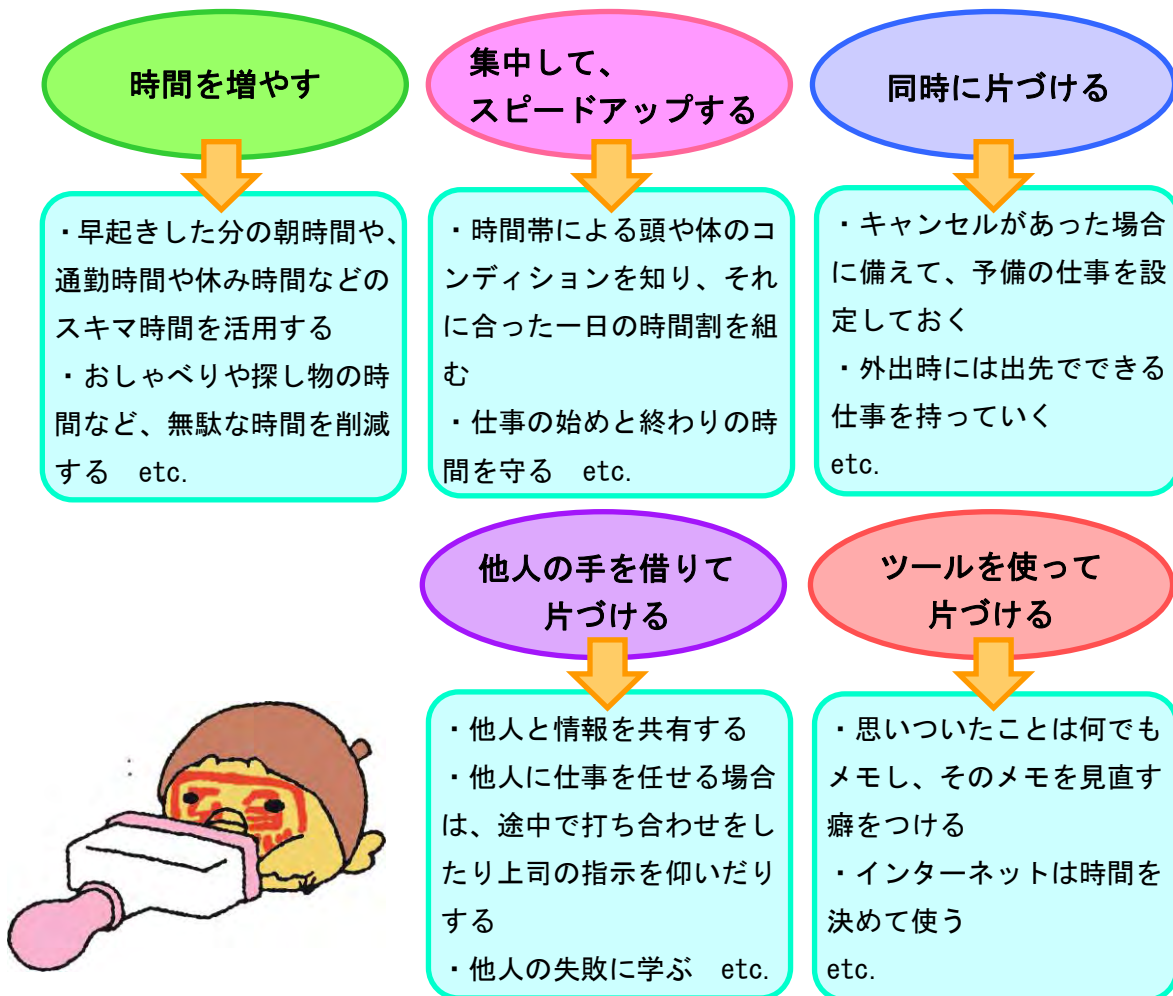 時間を増やす
・早起きした分の朝時間や、
通勤時間や休み時間などの
スキマ時間を活用する
・おしゃべりや探し物の時
間など、無駄な時間を削減
する　etc.
集中して、
スピードアップする
・時間帯による頭や体のコ
ンディションを知り、それ
に合った一日の時間割を組
む
・仕事の始めと終わりの時
間を守る　etc.
同時に片づける
・キャンセルがあった場合
に備えて、予備の仕事を設
定しておく
・外出時には出先でできる
仕事を持っていく
etc.
他人の手を借りて
片づける
・他人と情報を共有する
・他人に仕事を任せる場合
は、途中で打ち合わせをし
たり上司の指示を仰いだり
する
・他人の失敗に学ぶ　etc.
ツールを使って
片づける
・思いついたことは何でも
メモし、そのメモを見直す
癖をつける
・インターネットは時間を
決めて使う
etc.